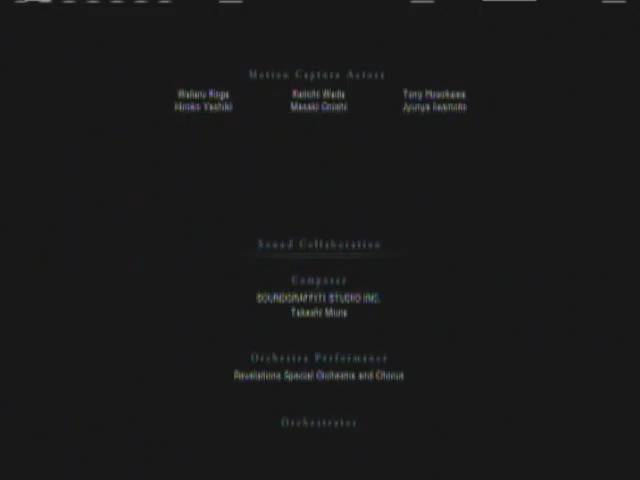 Motion Capture Actors
Wataru Koga Keiichi Wada Tony Hosokawa
Hiroko Yashiki Masaki Onishi Jyunya Iwamoto
Sound Collaboration
Composer
SOUNDGRAFFITI STUDIO INC.
Takeshi Miura
Orchestra Performance
Revelations Special Orchestra and Chorus
Orchestrator